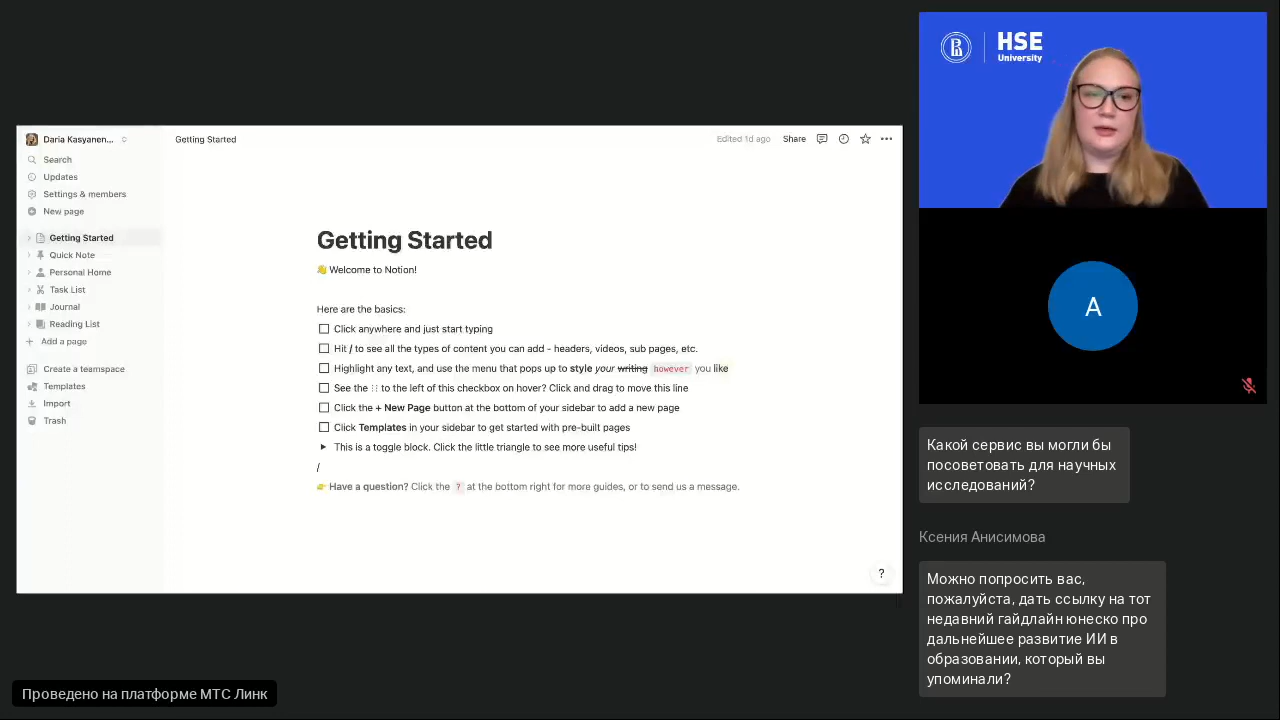 Daria Kasyanen...
Search
Updates
Settings & members
New page
Getting Started
Quick Note
Personal Home
Task List
Journal
Reading List
Add a page
Create a teamspace
Templates
Import
Trash
Getting Started
Edited 1d ago
Share
Getting Started
👋 Welcome to Notion!
Here are the basics:
Click anywhere and just start typing
Hit / to see all the types of content you can add - headers, videos, sub pages, etc.
Highlight any text, and use the menu that pops up to style your writing however you like
See the ⋮⋮ to the left of this checkbox on hover? Click and drag to move this line
Click the + New Page button at the bottom of your sidebar to add a new page
Click Templates in your sidebar to get started with pre-built pages
This is a toggle block. Click the little triangle to see more useful tips!
/
👉 Have a question? Click the ? at the bottom right for more guides, or to send us a message.
?
Проведено на платформе МТС Линк
HSE
University
A
Какой сервис вы могли бы
посоветовать для научных
исследований?
Ксения Анисимова
Можно попросить вас,
пожалуйста, дать ссылку на тот
недавний гайдлайн юнеско про
дальнейшее развитие ИИ в
образовании, который вы
упоминали?